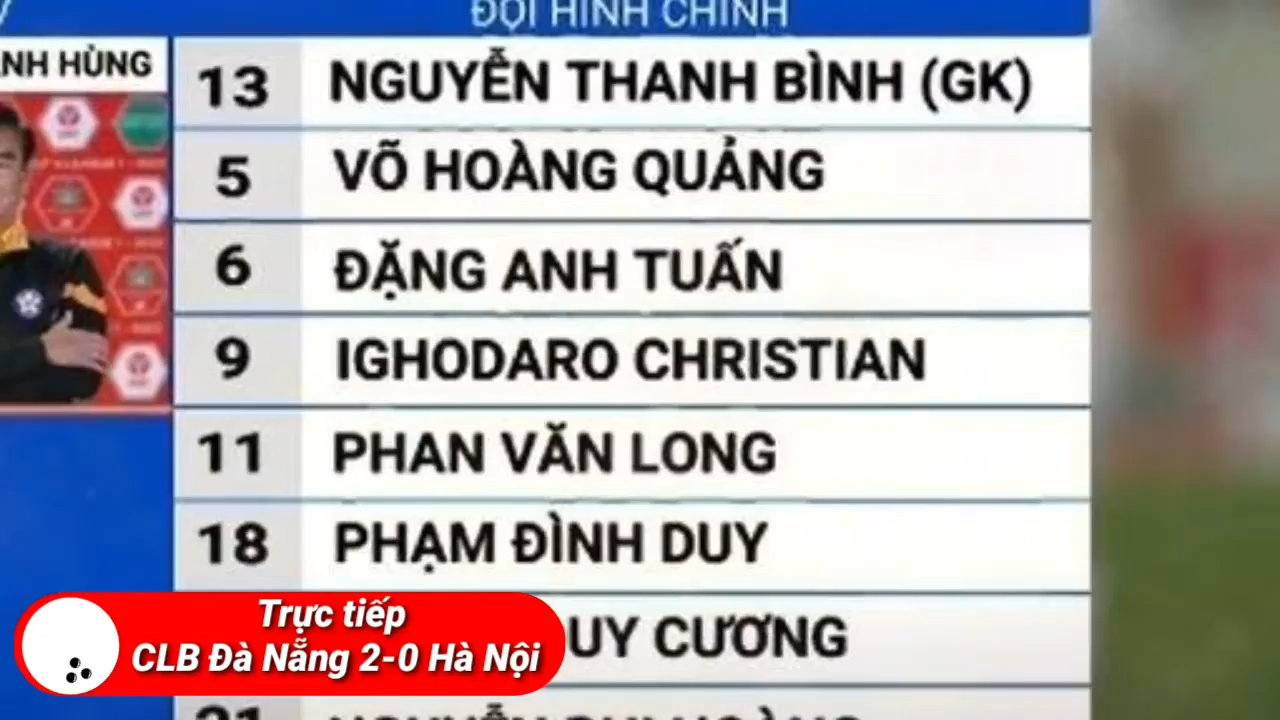 ĐỘI HÌNH CHÍNH
ANH HÙNG
13 NGUYỄN THANH BÌNH (GK)
5 VÕ HOÀNG QUẢNG
6 ĐẶNG ANH TUẤN
9 IGHODARO CHRISTIAN
11 PHAN VĂN LONG
18 PHẠM ĐÌNH DUY
UY CƯƠNG
Trực tiếp
CLB Đà Nẵng 2-0 Hà Nội
21